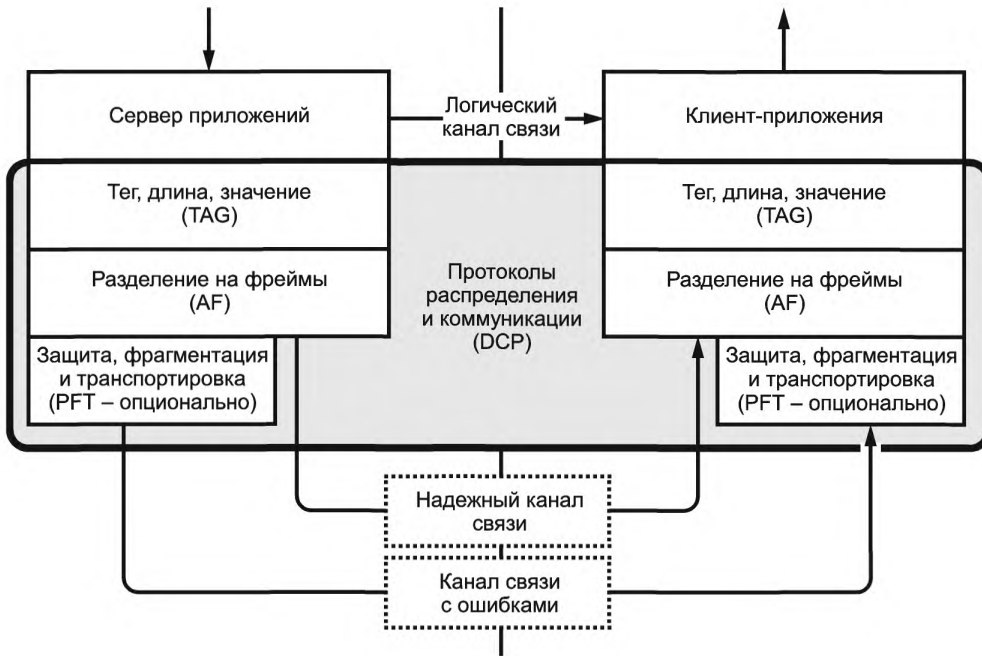 Сервер приложений
Логический
канал связи
Клиент-приложения
Тег, длина, значение
(TAG)
Тег, длина, значение
(TAG)
Разделение на фреймы
(AF)
Протоколы
распределения
и коммуникации
(DCP)
Разделение на фреймы
(AF)
Защита, фрагментация
и транспортировка
(PFT – опционально)
Защита, фрагментация
и транспортировка
(PFT – опционально)
Надежный канал
связи
Канал связи
с ошибками